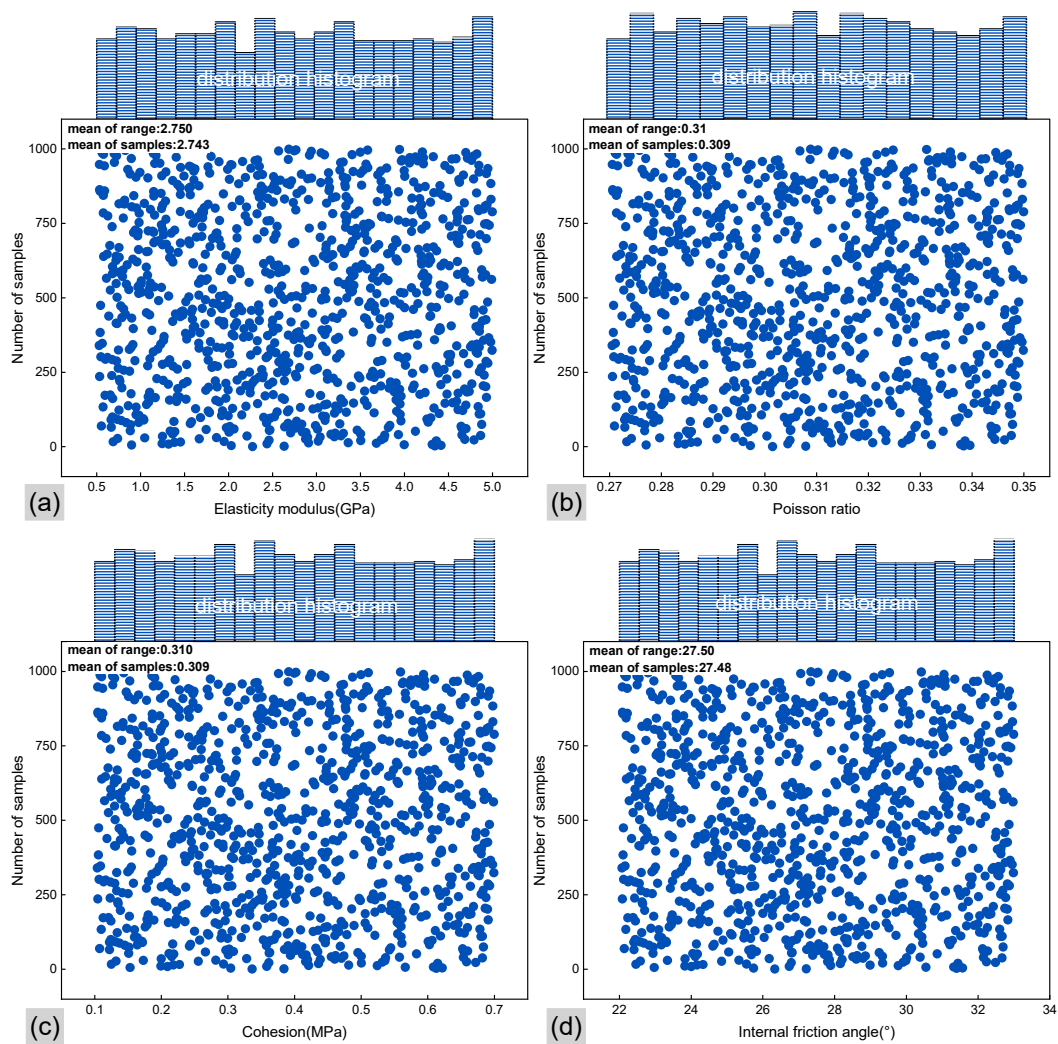 distribution histogram
mean of range:2.750
mean of samples:2.743
Number of samples
1000
750
500
250
0
0.5 1.0 1.5 2.0 2.5 3.0 3.5 4.0 4.5 5.0
Elasticity modulus(GPa)
(a)
distribution histogram
mean of range:0.31
mean of samples:0.309
Number of samples
1000
750
500
250
0
0.27 0.28 0.29 0.30 0.31 0.32 0.33 0.34 0.35
Poisson ratio
(b)
distribution histogram
mean of range:0.310
mean of samples:0.309
Number of samples
1000
750
500
250
0
0.1 0.2 0.3 0.4 0.5 0.6 0.7
Cohesion(MPa)
(c)
distribution histogram
mean of range:27.50
mean of samples:27.48
Number of samples
1000
750
500
250
0
22 24 26 28 30 32 34
Internal friction angle(°)
(d)